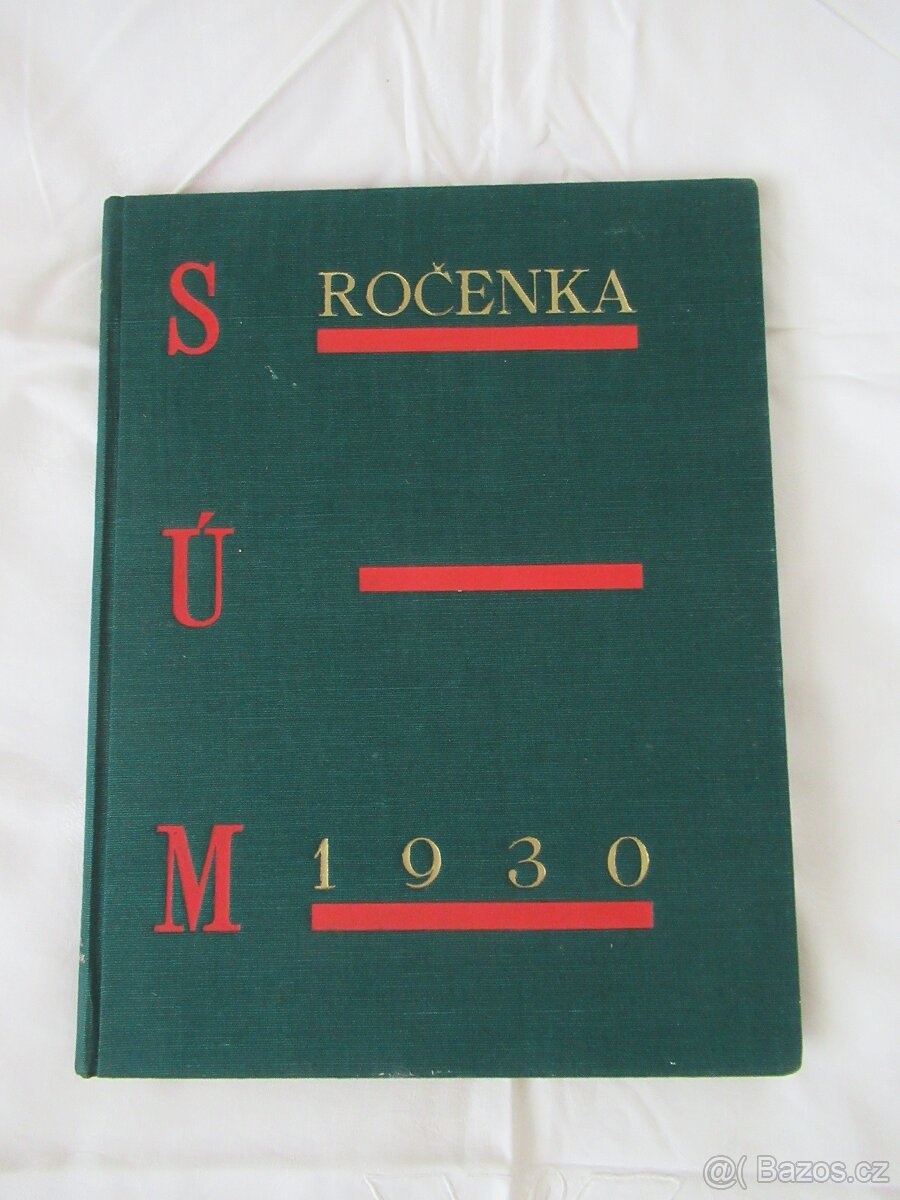 S ROČENKA
Ú
M 1930
@( Bazos.cz